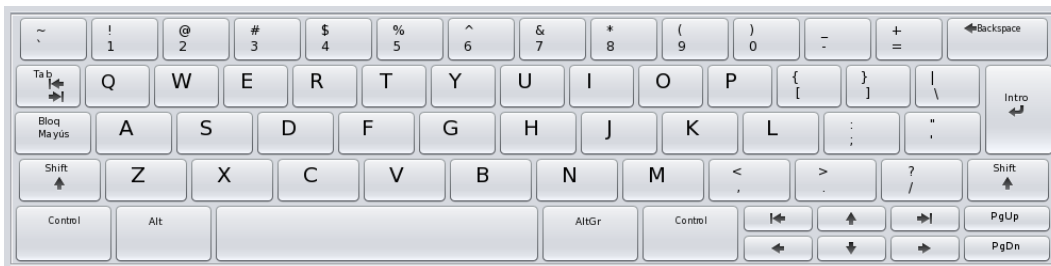 ~ ! @ # $ % ^ & * ( ) _ + Backspace
` 1 2 3 4 5 6 7 8 9 0 - =
Tab Q W E R T Y U I O P { } |
[ ] \
Intro
Bloq
Mayús A S D F G H J K L : "
; '
Shift Z X C V B N M < > ? Shift
, . /
Control Alt AltGr Control PgUp
PgDn